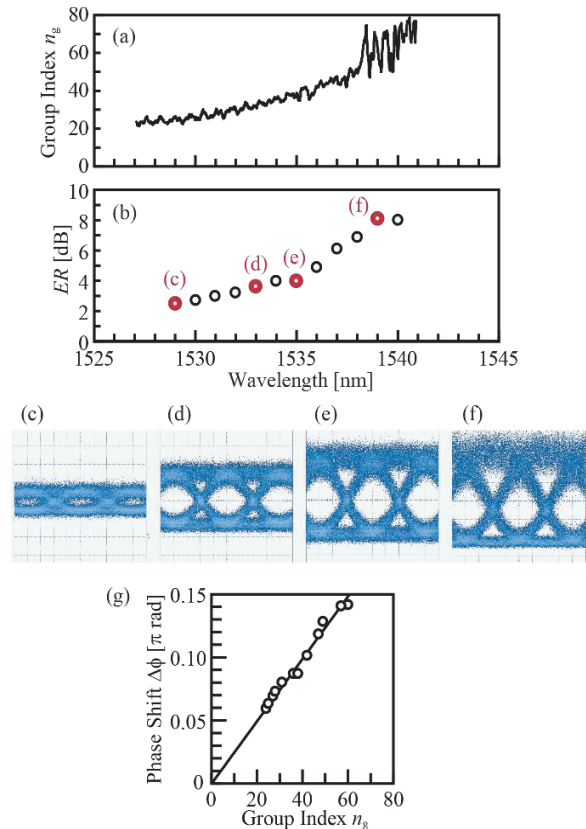 80
(a)
60
40
20
0
Group Index ng
10
(b)
(f)
8
6
(e)
(d)
4
(c)
2
0
ER [dB]
1525 1530 1535 1540 1545
Wavelength [nm]
(c) (d) (e) (f)
(g)
0.15
0.10
0.05
0
Phase Shift Δϕ [π rad]
0 20 40 60 80
Group Index ng